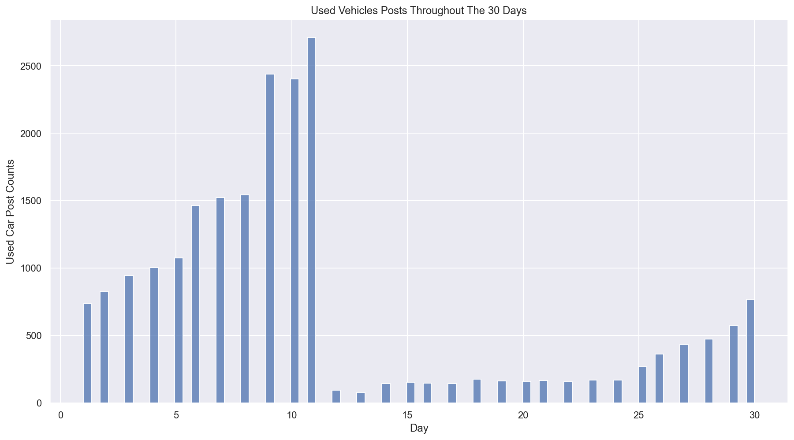 Used Vehicles Posts Throughout The 30 Days
2500
2000
1500
1000
500
0
Used Car Post Counts
0 5 10 15 20 25 30
Day